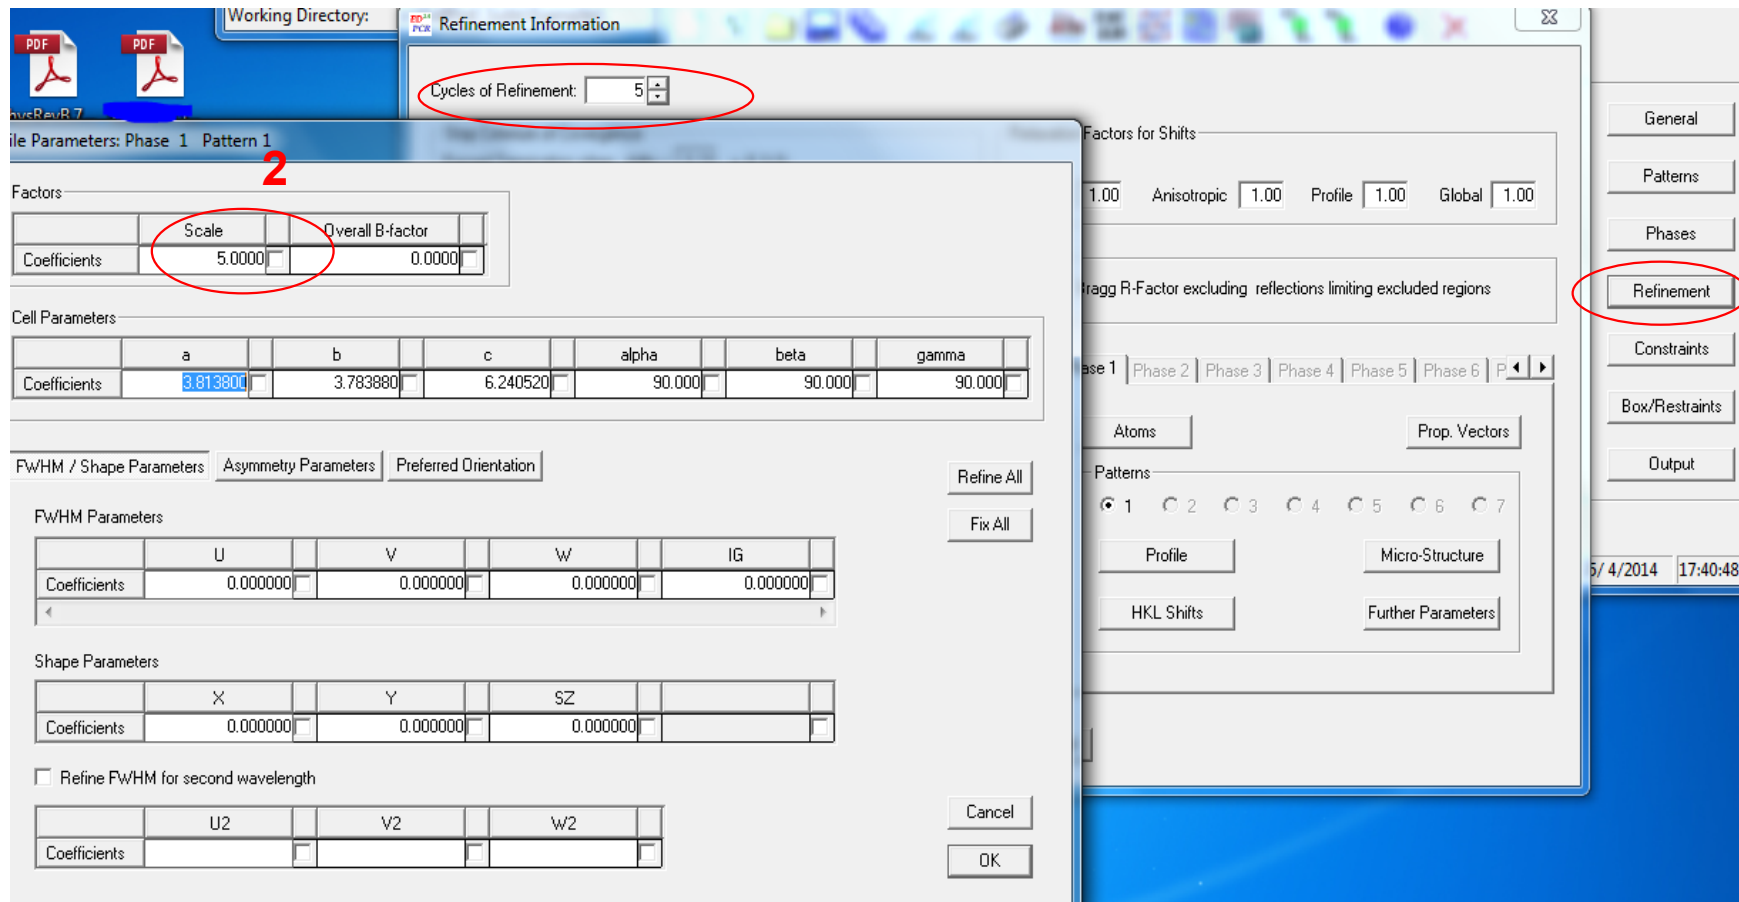 Working Directory:
PDF
PDF
ED
PCR
Refinement Information
Cycles of Refinement: 5
ile Parameters: Phase 1 Pattern 1
2
Factors
Scale Overall B-factor
Coefficients 5.0000 0.0000
Cell Parameters
a b c alpha beta gamma
Coefficients 3.813800 3.783880 6.240520 90.000 90.000 90.000
FWHM / Shape Parameters Asymmetry Parameters Preferred Orientation
Refine All
Fix All
FWHM Parameters
U V W IG
Coefficients 0.000000 0.000000 0.000000 0.000000
Shape Parameters
X Y SZ
Coefficients 0.000000 0.000000 0.000000
Refine FWHM for second wavelength
U2 V2 W2
Coefficients
Cancel
OK
Factors for Shifts
1.00 Anisotropic 1.00 Profile 1.00 Global 1.00
Bragg R-Factor excluding reflections limiting excluded regions
ase 1 Phase 2 Phase 3 Phase 4 Phase 5 Phase 6 P
Atoms Prop. Vectors
Patterns
1 2 3 4 5 6 7
Profile Micro-Structure
HKL Shifts Further Parameters
General
Patterns
Phases
Refinement
Constraints
Box/Restraints
Output
5/ 4/2014 17:40:48